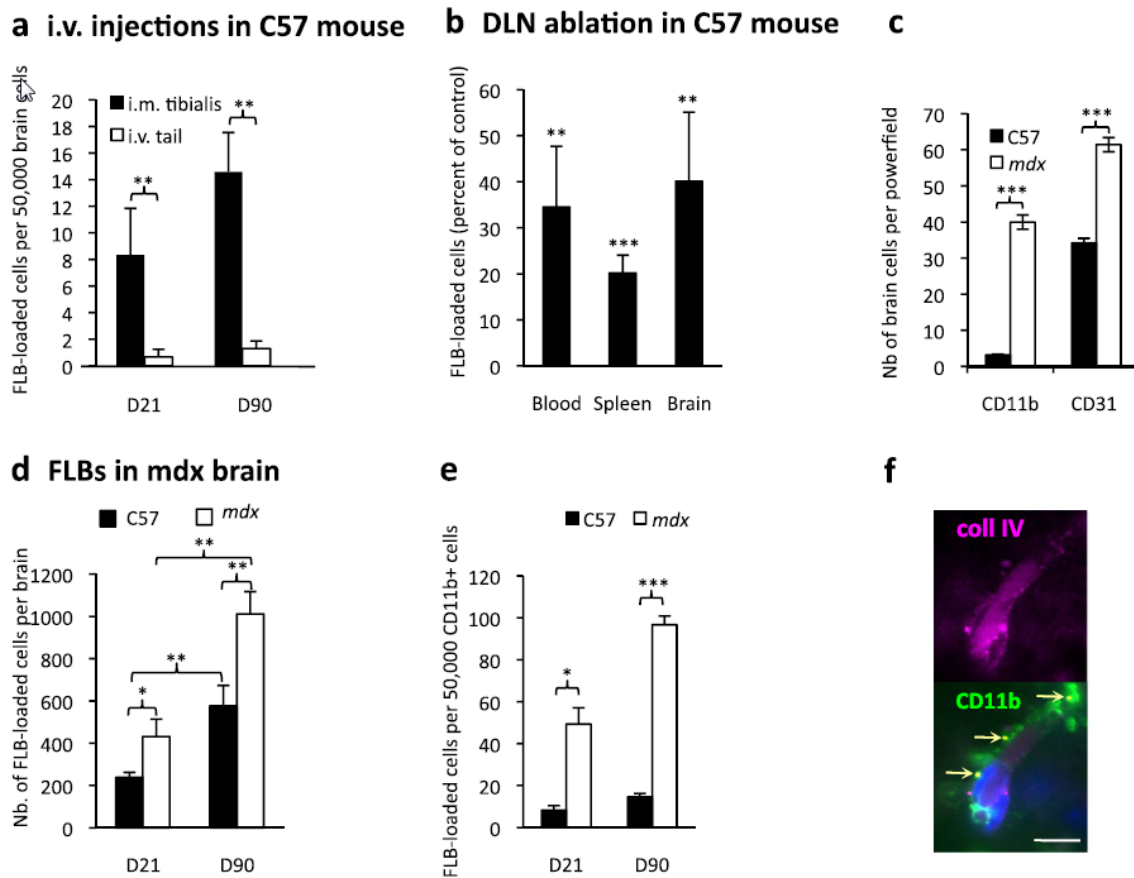 a i.v. injections in C57 mouse
FLB-loaded cells per 50,000 brain cells
20
18
16
14
12
10
8
6
4
2
0
i.m. tibialis
i.v. tail
**
**
D21 D90
b DLN ablation in C57 mouse
FLB-loaded cells (percent of control)
60
50
40
30
20
10
0
**
***
**
Blood Spleen Brain
c
Nb of brain cells per powerfield
70
60
50
40
30
20
10
0
C57
mdx
***
***
CD11b CD31
d FLBs in mdx brain
C57 mdx
Nb. of FLB-loaded cells per brain
1200
1000
800
600
400
200
0
**
**
**
*
D21 D90
e
C57 mdx
FLB-loaded cells per 50,000 CD11b+ cells
120
100
80
60
40
20
0
*
***
D21 D90
f
coll IV
CD11b